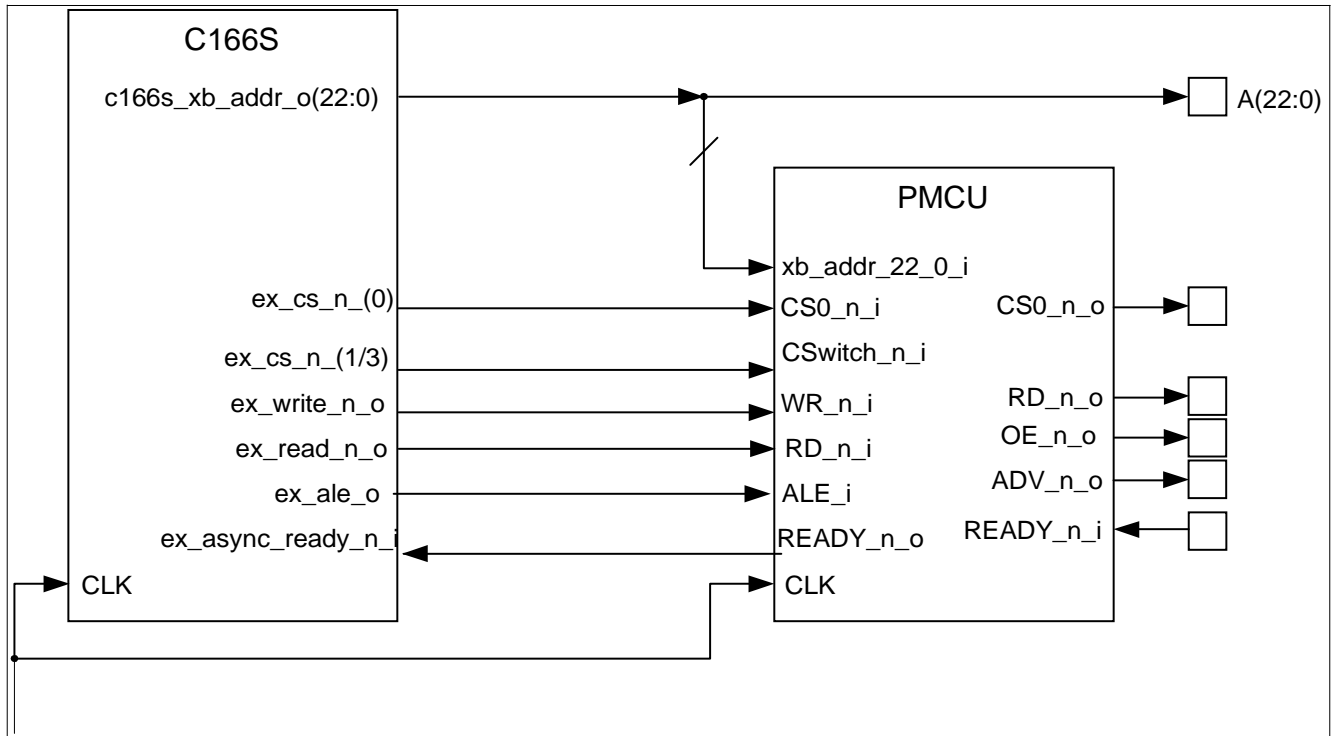 C166S
c166s_xb_addr_o(22:0)
A(22:0)
PMCU
xb_addr_22_0_i
ex_cs_n_(0)
CS0_n_i
CS0_n_o
ex_cs_n_(1/3)
CSwitch_n_i
ex_write_n_o
WR_n_i
RD_n_o
ex_read_n_o
RD_n_i
OE_n_o
ex_ale_o
ALE_i
ADV_n_o
ex_async_ready_n_i
READY_n_o
READY_n_i
CLK
CLK